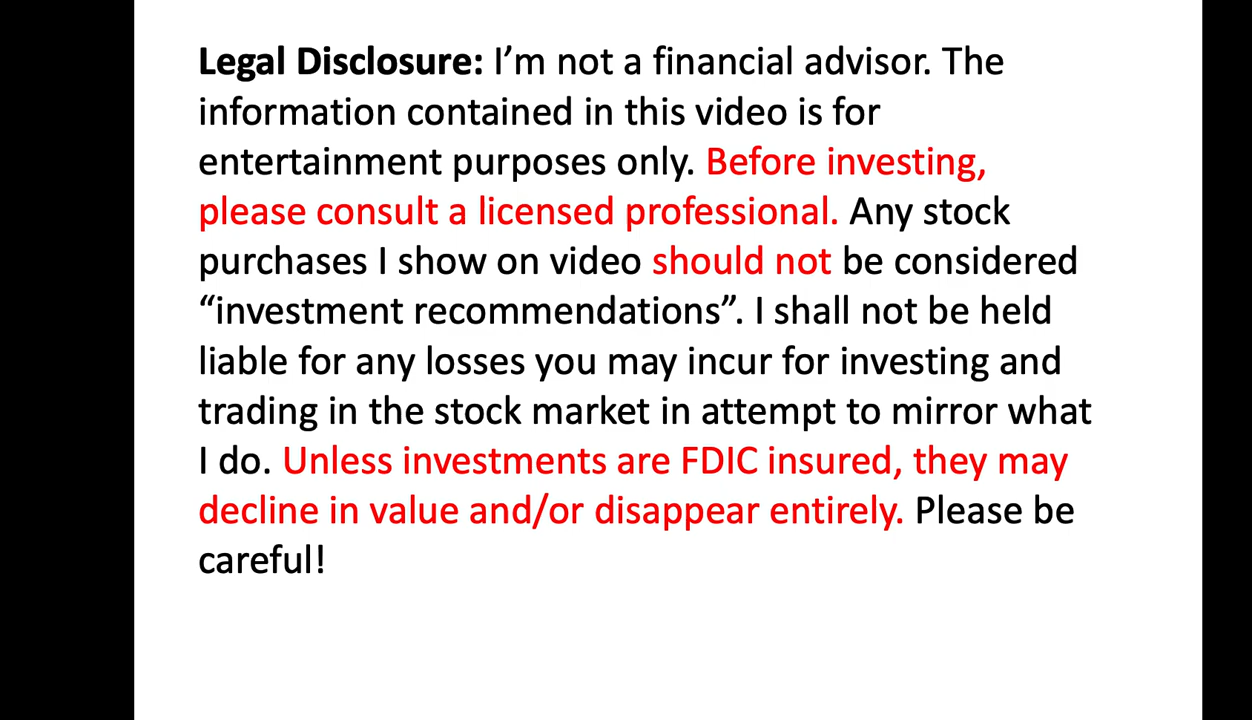 Legal Disclosure: I’m not a financial advisor. The
information contained in this video is for
entertainment purposes only. Before investing,
please consult a licensed professional. Any stock
purchases I show on video should not be considered
“investment recommendations”. I shall not be held
liable for any losses you may incur for investing and
trading in the stock market in attempt to mirror what
I do. Unless investments are FDIC insured, they may
decline in value and/or disappear entirely. Please be
careful!